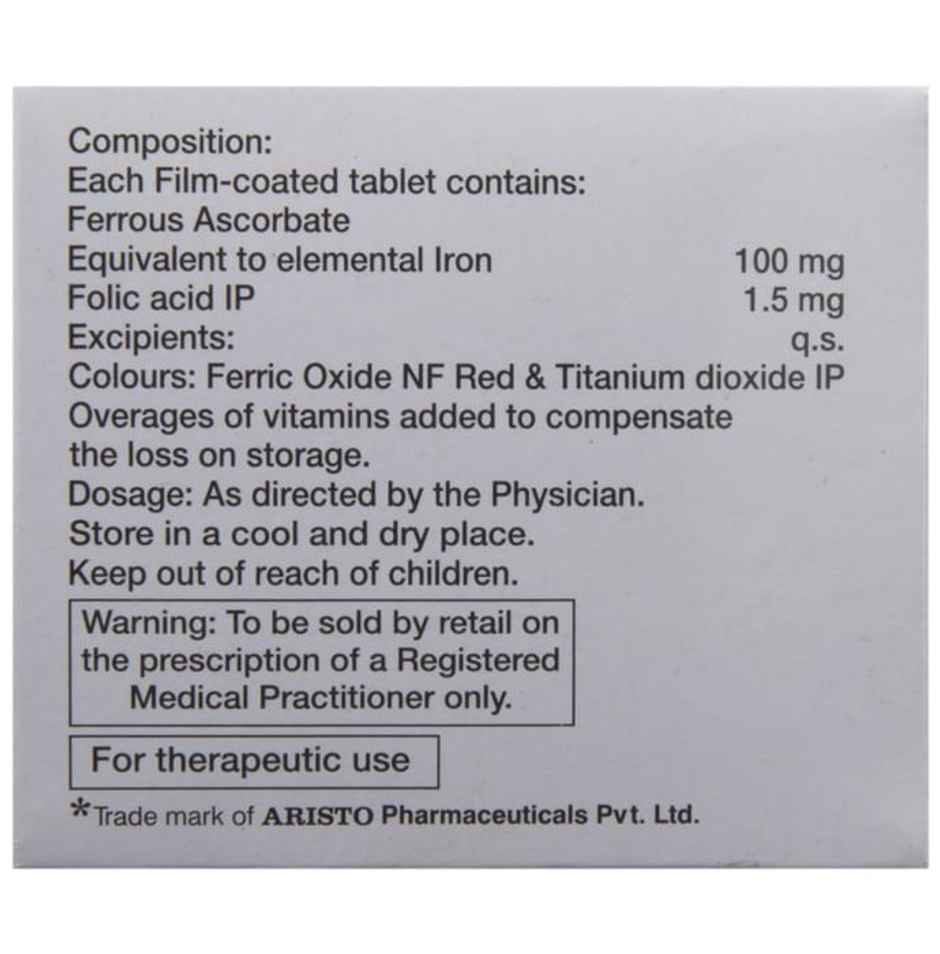 Composition:
Each Film-coated tablet contains:
Ferrous Ascorbate
Equivalent to elemental Iron 100 mg
Folic acid IP 1.5 mg
Excipients: q.s.
Colours: Ferric Oxide NF Red & Titanium dioxide IP
Overages of vitamins added to compensate
the loss on storage.
Dosage: As directed by the Physician.
Store in a cool and dry place.
Keep out of reach of children.
Warning: To be sold by retail on
the prescription of a Registered
Medical Practitioner only.
For therapeutic use
*Trade mark of ARISTO Pharmaceuticals Pvt. Ltd.